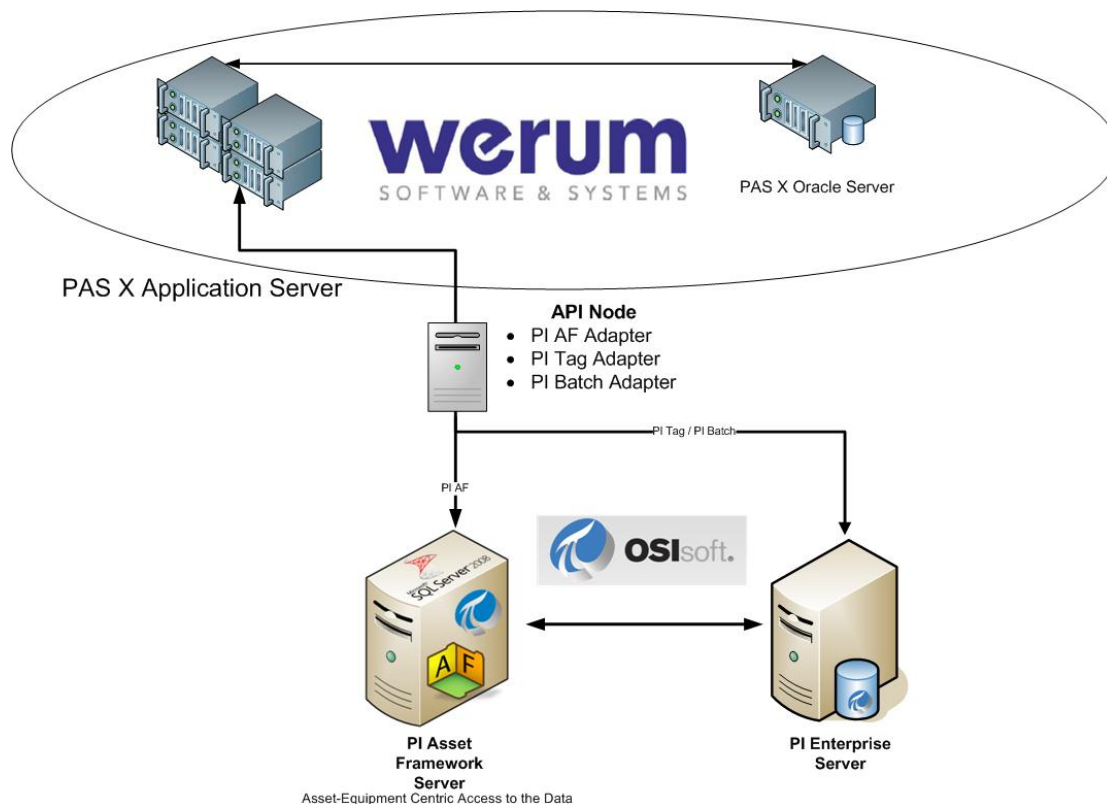 werum
SOFTWARE & SYSTEMS
PAS X Oracle Server
PAS X Application Server
API Node
• PI AF Adapter
• PI Tag Adapter
• PI Batch Adapter
PI Tag / PI Batch
PI AF
OSIsoft.
Microsoft
SQL Server 2008
A F
PI Asset
Framework
Server
Asset-Equipment Centric Access to the Data
PI Enterprise
Server